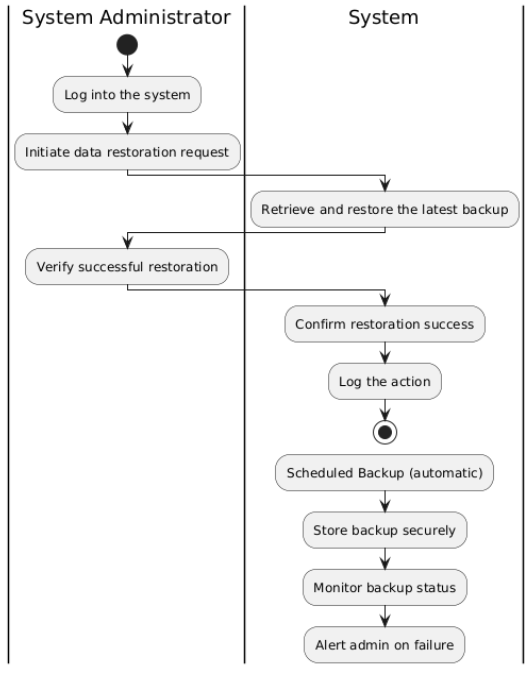 System Administrator
System
Log into the system
Initiate data restoration request
Retrieve and restore the latest backup
Verify successful restoration
Confirm restoration success
Log the action
Scheduled Backup (automatic)
Store backup securely
Monitor backup status
Alert admin on failure